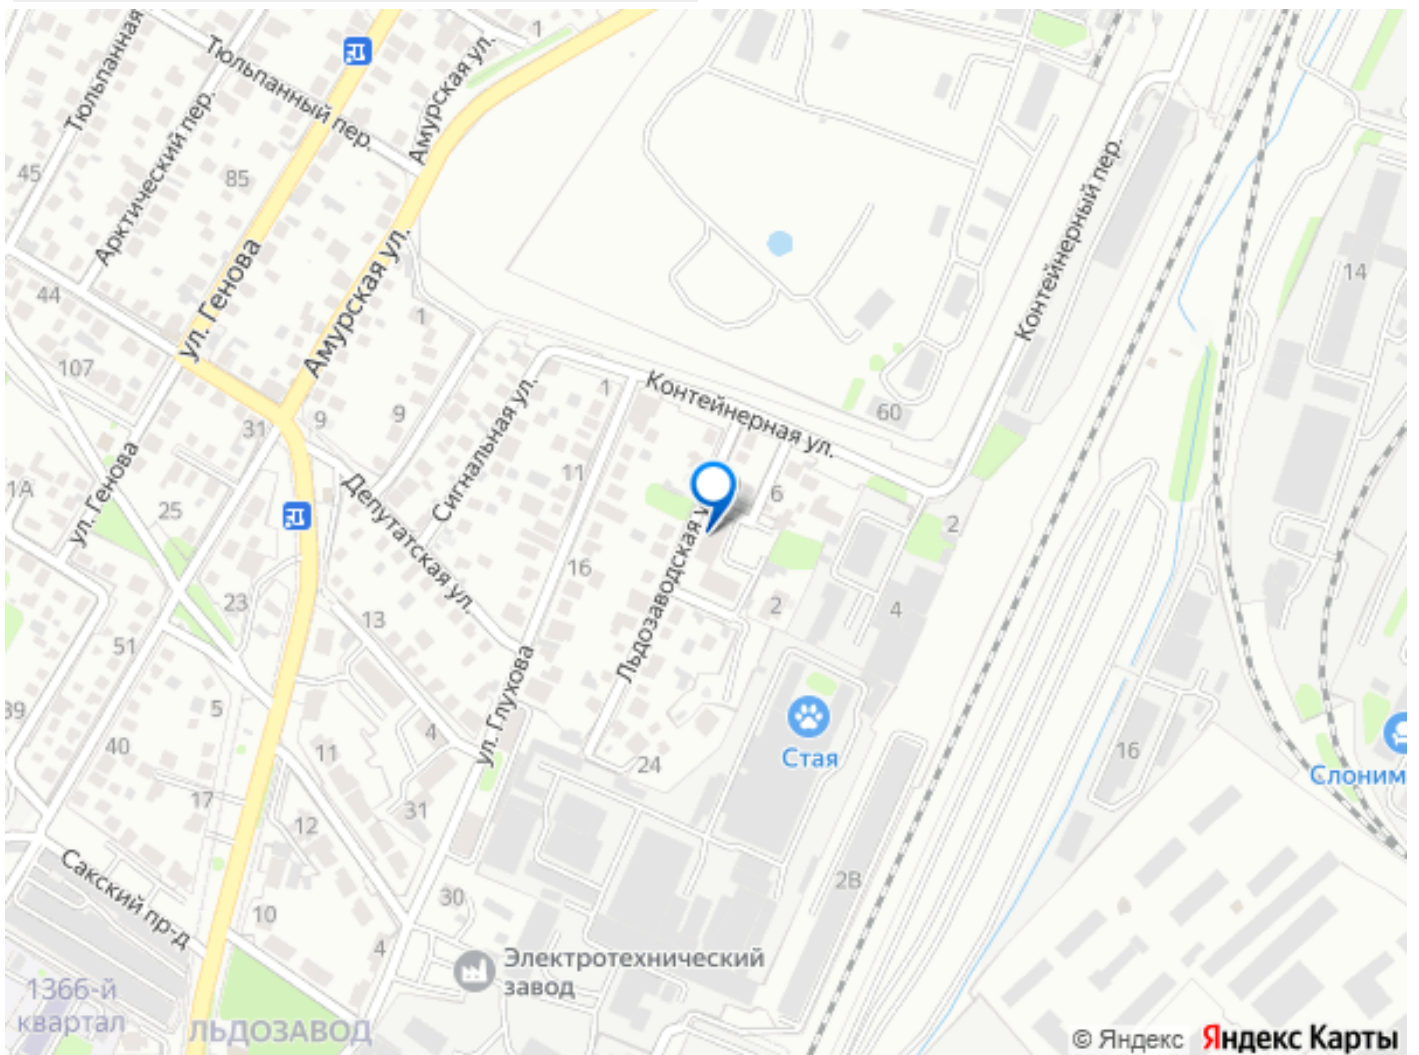 Тюльпанная
Тюльпанный пер.
Амурская ул.
1
Арктический пер.
45
85
ул. Генова
Амурская ул.
44
107
1
Контейнерный пер.
14
Сигнальная ул.
1
Контейнерная ул.
60
9
9
31
ул. Генова
11
6
1А
25
Депутатская ул.
2
16
Льдозаводская у
23
13
2
4
51
ул. Глухова
39
5
4
Стая
40
11
24
16
Слоним
17
31
12
Сакский пр-д
2В
30
10
4
Электротехнический
завод
1366-й
квартал
ЛЬДОЗАВОД
© Яндекс Яндекс Карты